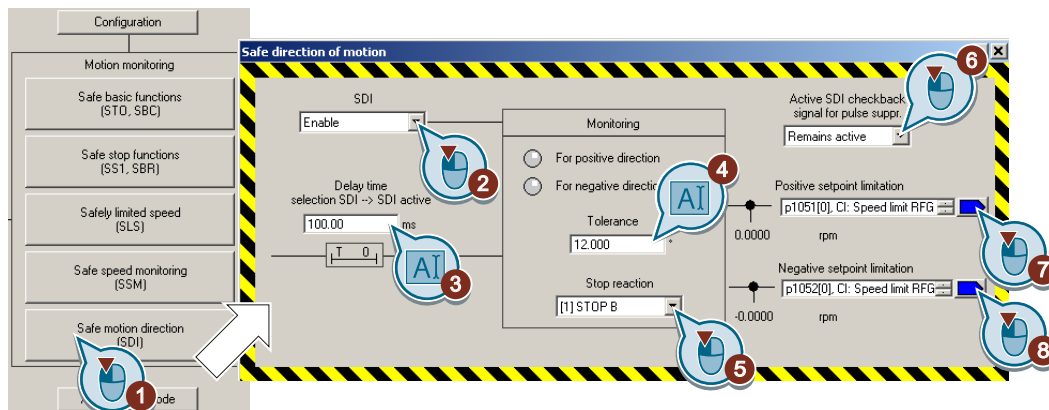 Configuration
Motion monitoring
Safe basic functions
(STO, SBC)
Safe stop functions
(SS1, SBR)
Safely limited speed
(SLS)
Safe speed monitoring
(SSM)
Safe motion direction
(SDI)
1
ode
Safe direction of motion
SDI
Enable
2
Delay time
selection SDI --> SDI active
100.00
ms
T 0
AI
3
Monitoring
For positive direction
For negative direction
AI
4
Tolerance
12.000
°
Stop reaction
[1] STOP B
5
Active SDI checkback
signal for pulse suppr.
Remains active
6
Positive setpoint limitation
p1051[0], CI: Speed limit RFG
0.0000 rpm
7
Negative setpoint limitation
p1052[0], CI: Speed limit RFG
-0.0000 rpm
8